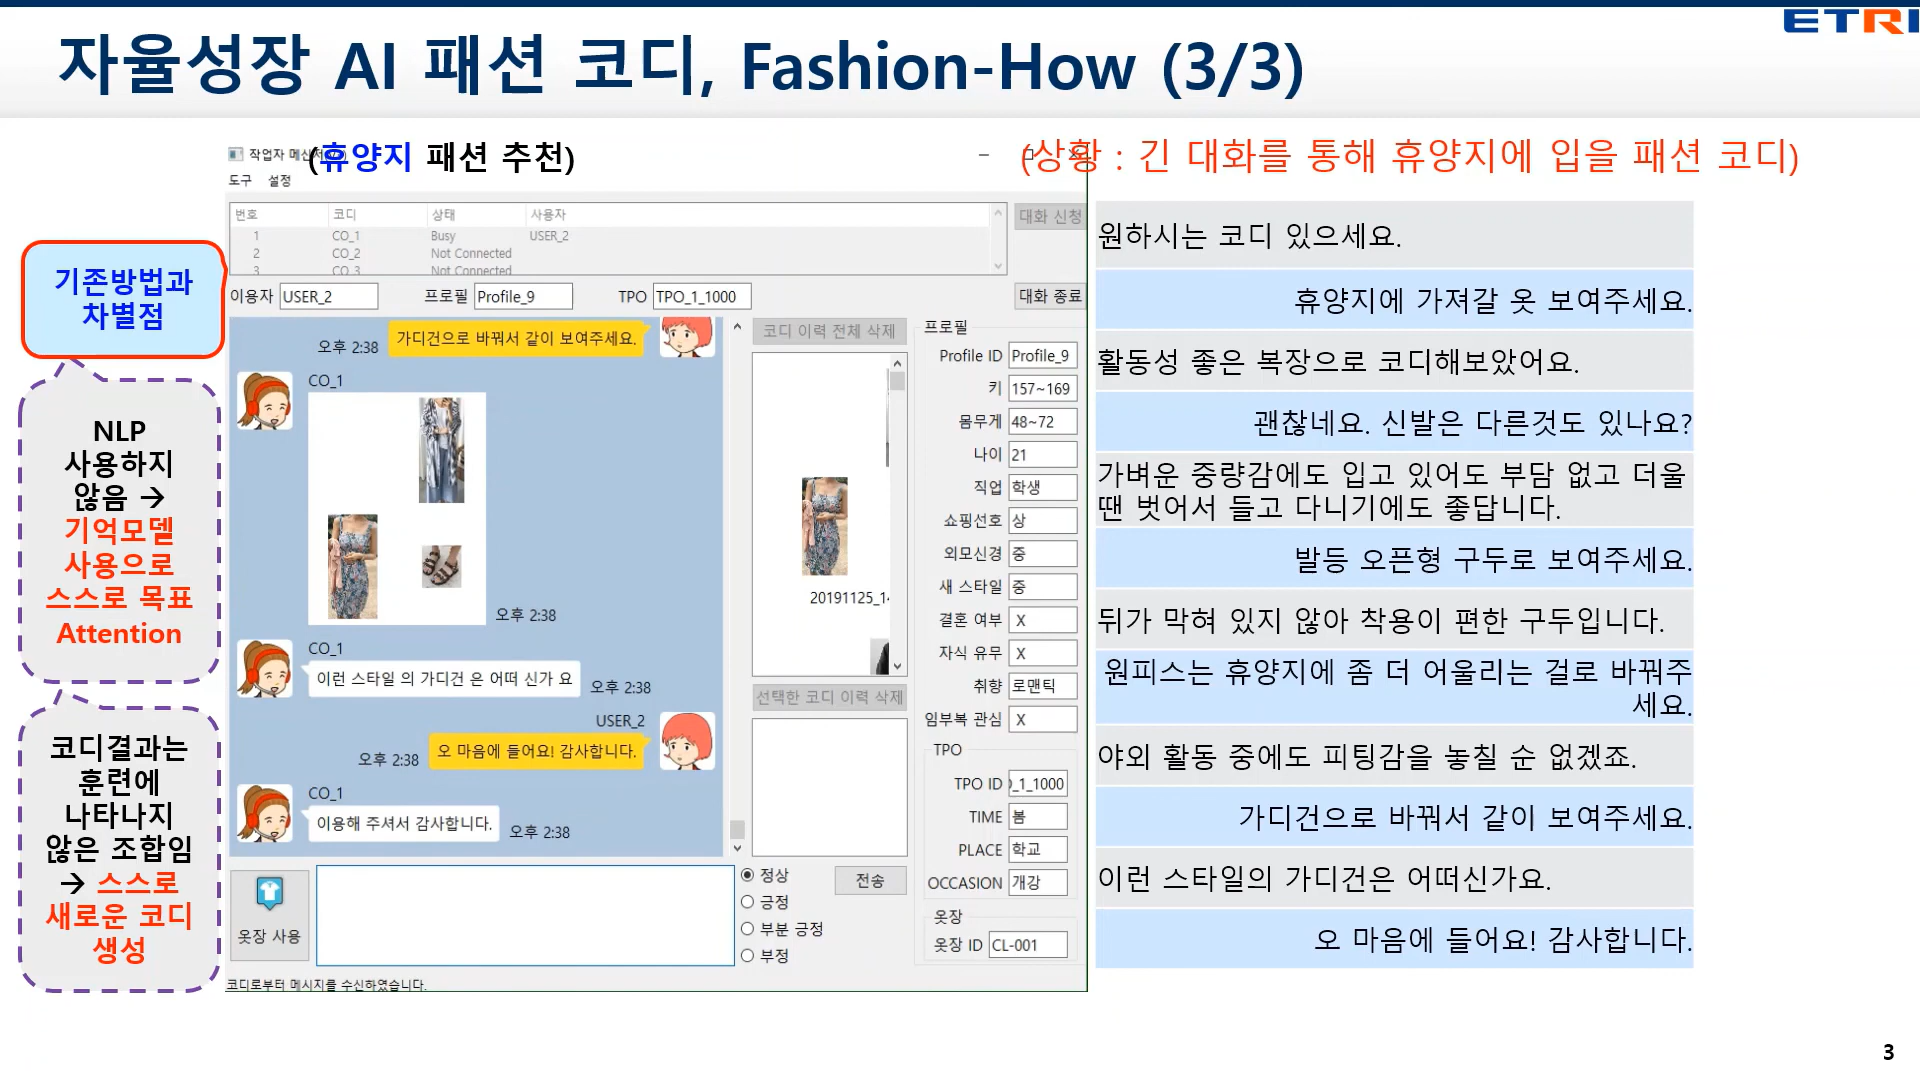 ETRI
자율성장 AI 패션 코디, Fashion-How (3/3)
(휴양지 패션 추천)
(상황 : 긴 대화를 통해 휴양지에 입을 패션 코디)
기존방법과
차별점
NLP
사용하지
않음 →
기억모델
사용으로
스스로 목표
Attention
코디결과는
훈련에
나타나지
않은 조합임
→ 스스로
새로운 코디
생성
작업자 메신저
도구 설정
번호 코디 상태 사용자
1 CO_1 Busy USER_2
2 CO_2 Not Connected
3 CO_3 Not Connected
대화 신청
이용자 USER_2 프로필 Profile_9 TPO TPO_1_1000 대화 종료
가디건으로 바꿔서 같이 보여주세요.
오후 2:38
CO_1
오후 2:38
CO_1
이런 스타일 의 가디건 은 어떠 신가 요
오후 2:38
USER_2
오 마음에 들어요! 감사합니다.
오후 2:38
CO_1
이용해 주셔서 감사합니다.
오후 2:38
코디 이력 전체 삭제
20191125_1
선택한 코디 이력 삭제
프로필
Profile ID Profile_9
키 157~169
몸무게 48~72
나이 21
직업 학생
쇼핑선호 상
외모신경 중
새 스타일 중
결혼 여부 X
자식 유무 X
취향 로맨틱
임부복 관심 X
TPO
TPO ID _1_1000
TIME 봄
PLACE 학교
OCCASION 개강
옷장
옷장 ID CL-001
옷장 사용
정상
긍정
부분 긍정
부정
전송
코디로부터 메시지를 수신하였습니다.
원하시는 코디 있으세요.
휴양지에 가져갈 옷 보여주세요.
활동성 좋은 복장으로 코디해보았어요.
괜찮네요. 신발은 다른것도 있나요?
가벼운 중량감에도 입고 있어도 부담 없고 더울
땐 벗어서 들고 다니기에도 좋답니다.
발등 오픈형 구두로 보여주세요.
뒤가 막혀 있지 않아 착용이 편한 구두입니다.
원피스는 휴양지에 좀 더 어울리는 걸로 바꿔주
세요.
야외 활동 중에도 피팅감을 놓칠 순 없겠죠.
가디건으로 바꿔서 같이 보여주세요.
이런 스타일의 가디건은 어떠신가요.
오 마음에 들어요! 감사합니다.
3